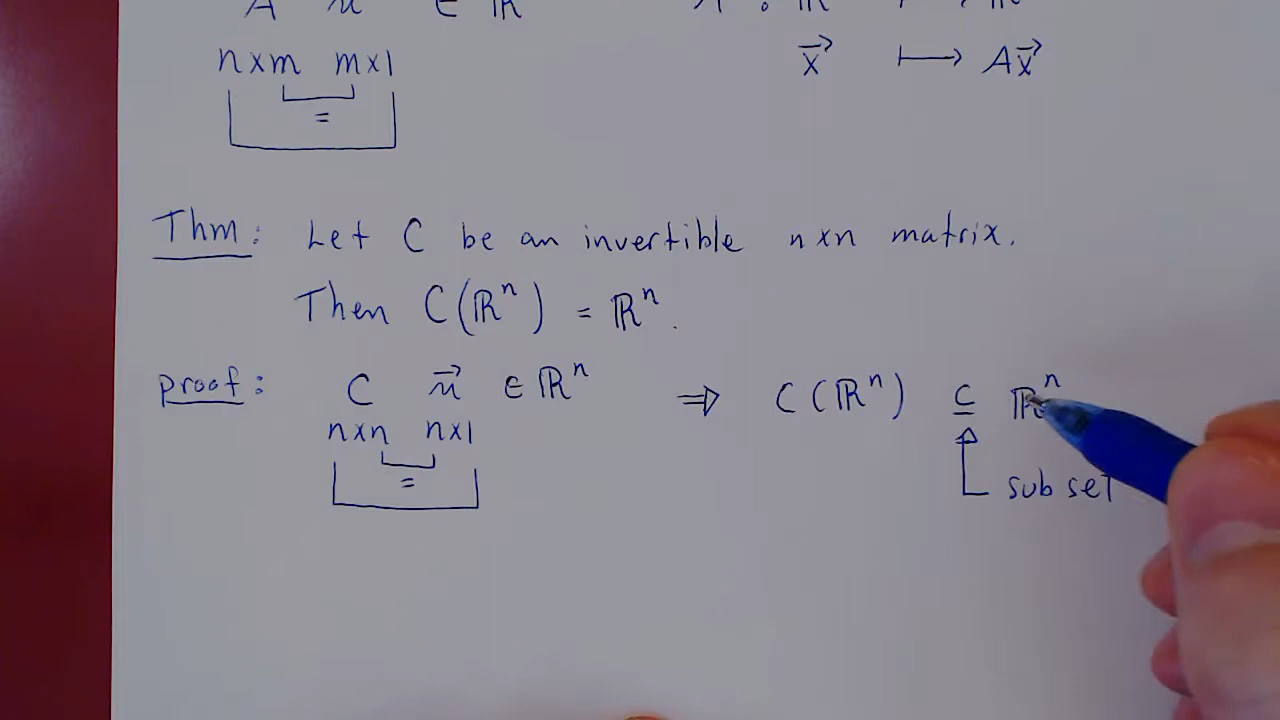 A u ∈ ℝ
n×m m×1
=
x⃗ ⟼ Ax⃗
Thm: Let C be an invertible n×n matrix.
Then C(ℝⁿ) = ℝⁿ.
proof: C u⃗ ∈ ℝⁿ ⇒ C(ℝⁿ) ⊆ ℝⁿ
n×n n×1
=
subset